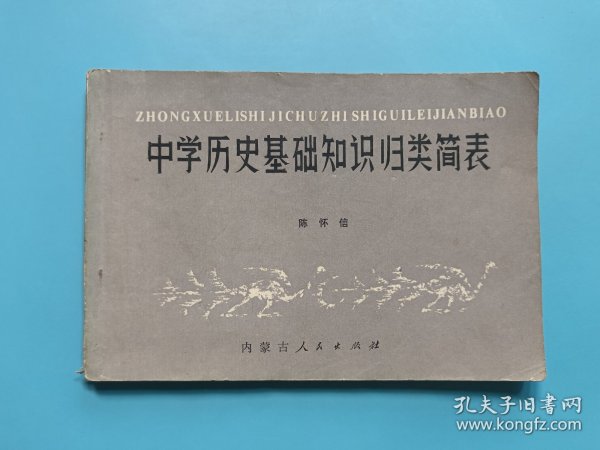 ZHONGXUELISHIJICHUZHISHIGUILEIJIANBIAO
中学历史基础知识归类简表
陈怀信
内蒙古人民出版社
孔夫子旧書网
www.kongfz.com